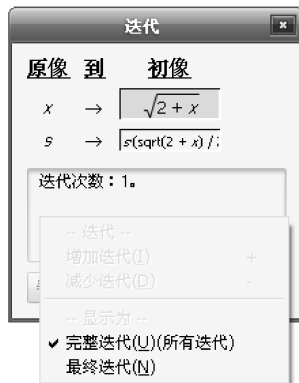 迭代
原像 到 初像
x → √2 + x
s → s(sqrt(2 + x) /
迭代次数：1。
-- 迭代 --
增加迭代(I) +
减少迭代(D) -
-- 显示为 --
✔ 完整迭代(U)(所有迭代)
最终迭代(N)